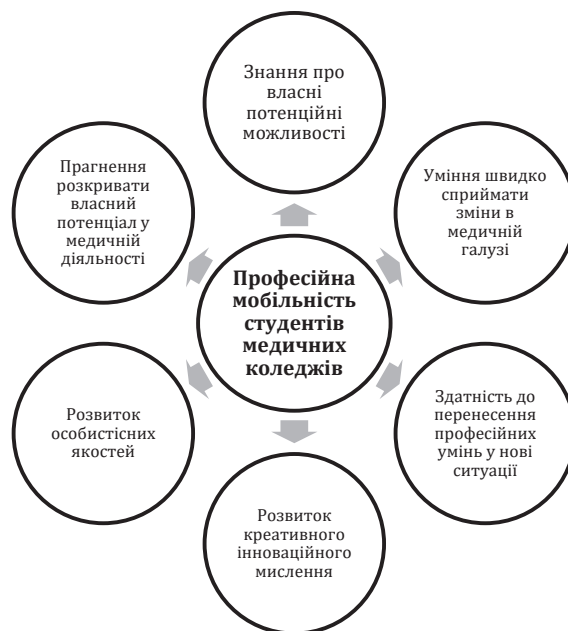 Знання про
власні
потенційні
можливості
Прагнення
розкривати
власний
потенціал у
медичній
діяльності
Уміння швидко
сприймати
зміни в
медичній
галузі
Професійна
мобільність
студентів
медичних
коледжів
Розвиток
особистісних
якостей
Здатність до
перенесення
професійних
умінь у нові
ситуації
Розвиток
креативного
інноваційного
мислення